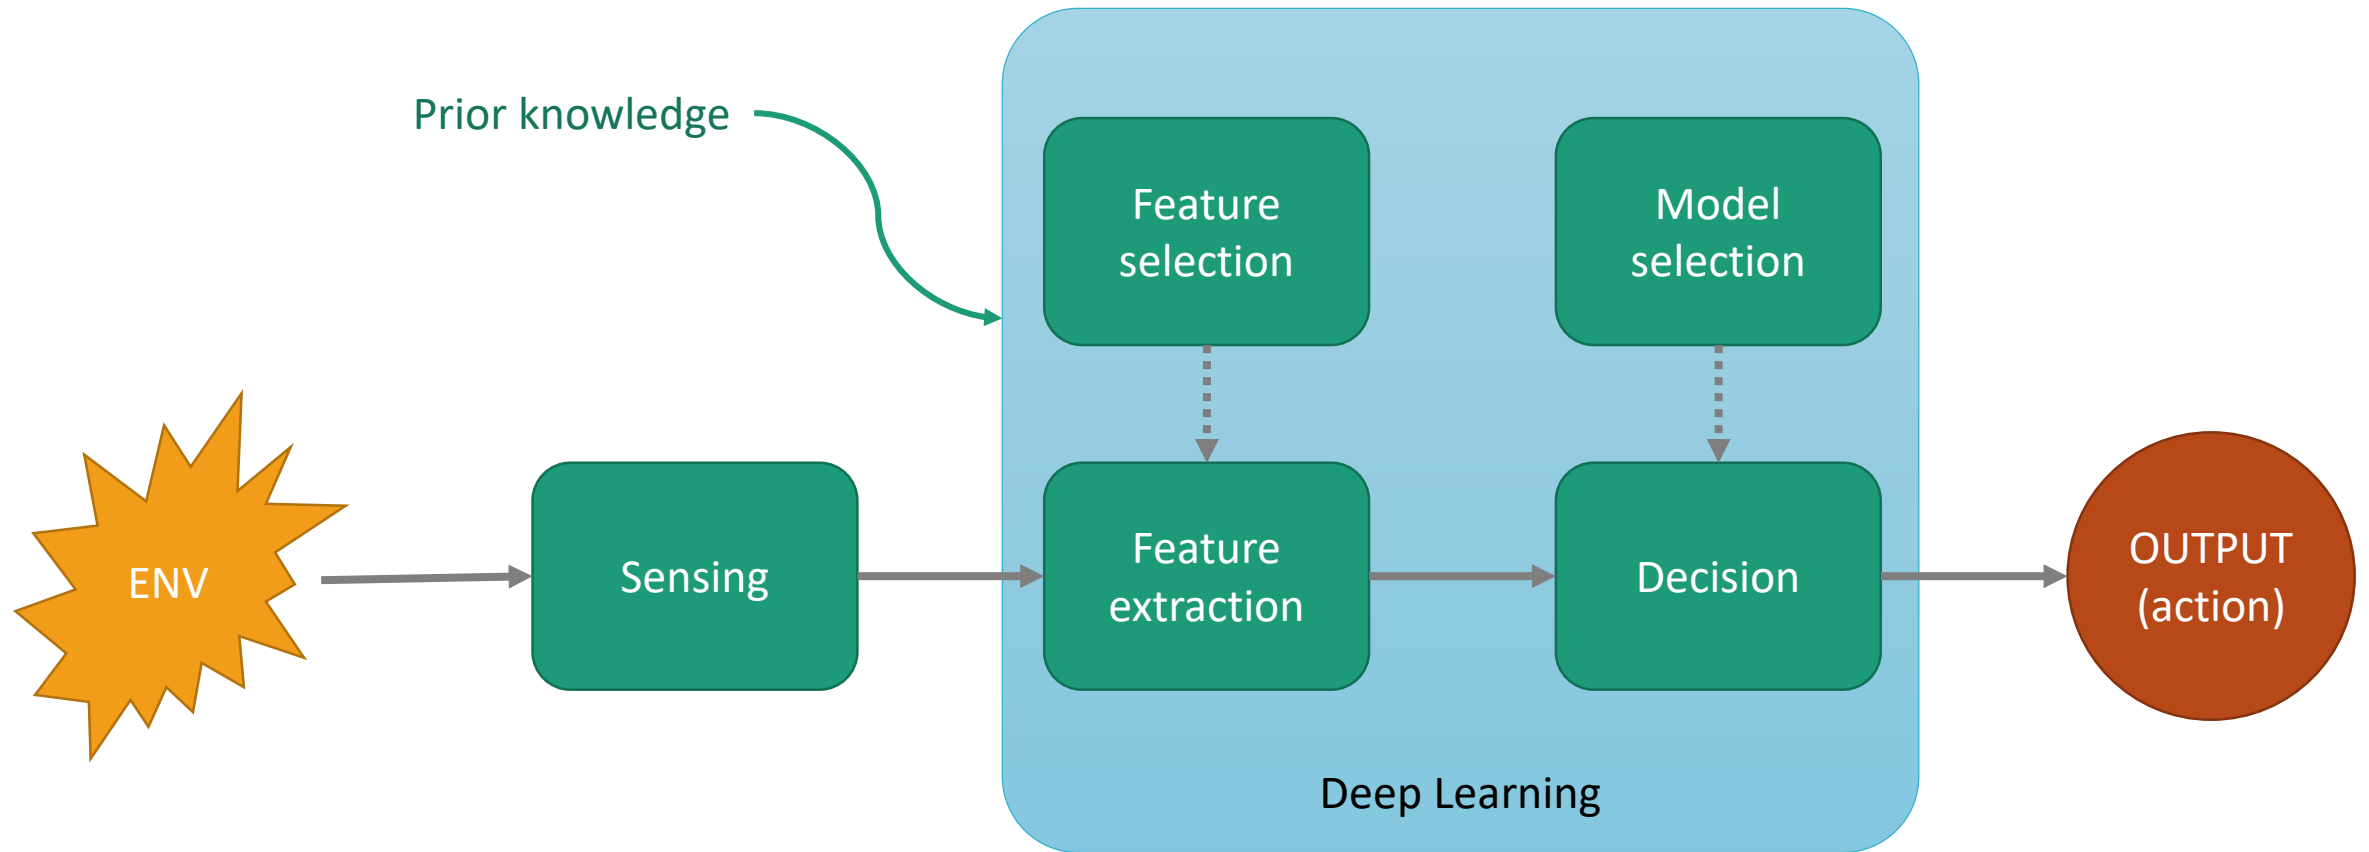 Prior knowledge
Feature
selection
Model
selection
ENV
Sensing
Feature
extraction
Decision
OUTPUT
(action)
Deep Learning